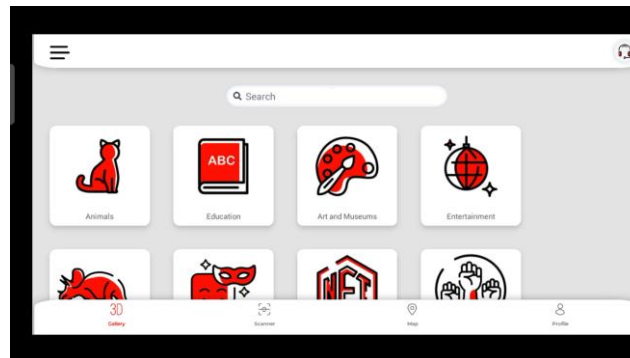 Search
ABC
Animals
Education
Art and Museums
Entertainment
NFT
3D
Gallery
Scanner
Map
Profile